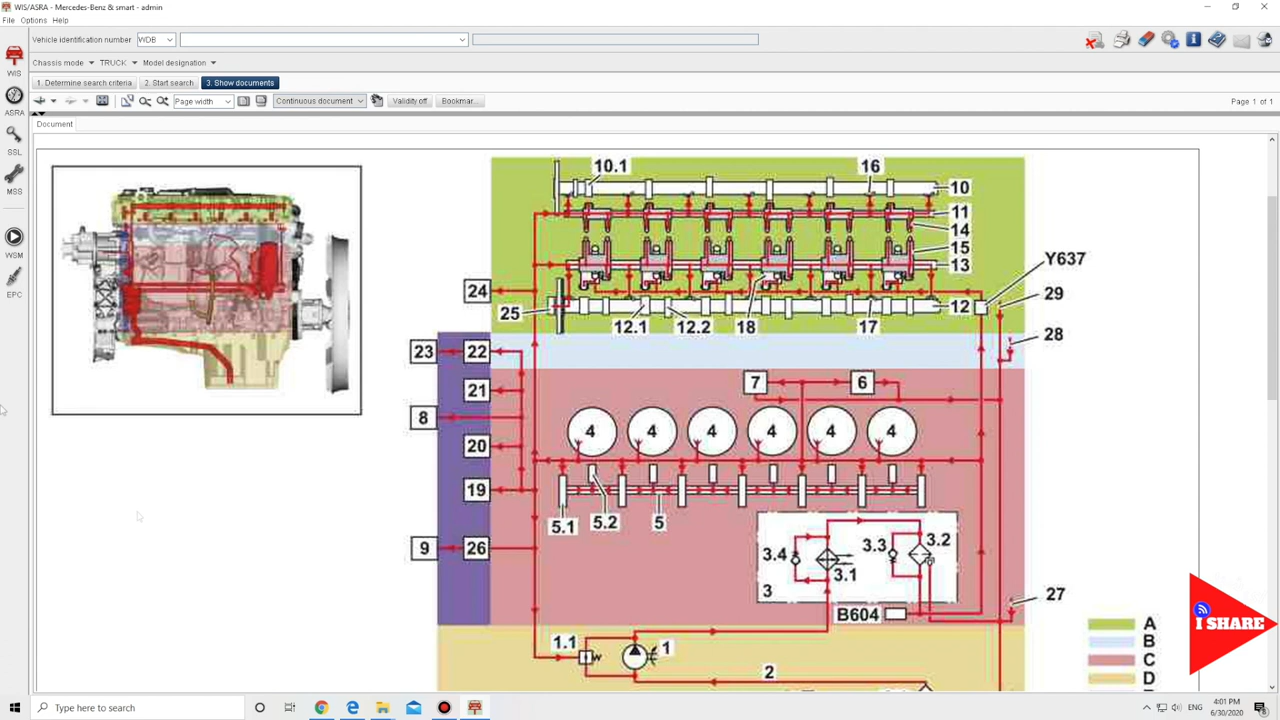 WIS/ASRA - Mercedes-Benz & smart - admin
File Options Help
Vehicle identification number WDB
Chassis mode TRUCK Model designation
1. Determine search criteria 2. Start search 3. Show documents
Page width Continuous document Validity off Bookmar... Page 1 of 1
Document
WIS
ASRA
SSL
MSS
WSM
EPC
10.1 16 10
11
14
15
13
Y637
24 29
25 12.1 12.2 18 17 12
28
23 22
7 6
21
8
4 4 4 4 4 4
20
19
5.1 5.2 5
9 26
3.4 3.1 3.3 3.2
3
B604 27
1.1 1
2
A
B
C
D
I SHARE
Type here to search
ENG
4:01 PM
6/30/2020